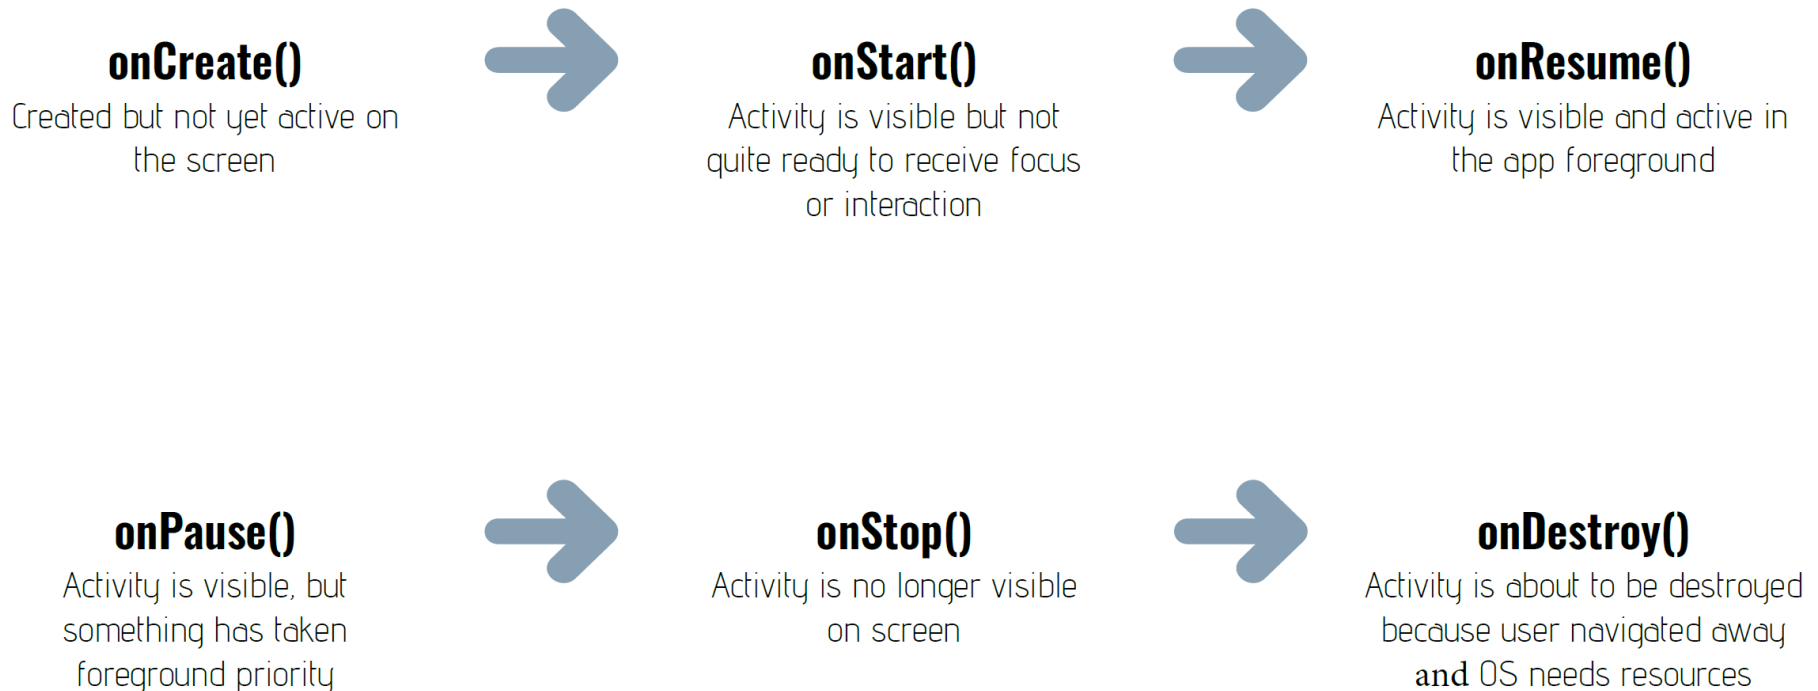 onCreate()
Created but not yet active on
the screen
onStart()
Activity is visible but not
quite ready to receive focus
or interaction
onResume()
Activity is visible and active in
the app foreground
onPause()
Activity is visible, but
something has taken
foreground priority
onStop()
Activity is no longer visible
on screen
onDestroy()
Activity is about to be destroyed
because user navigated away
and OS needs resources